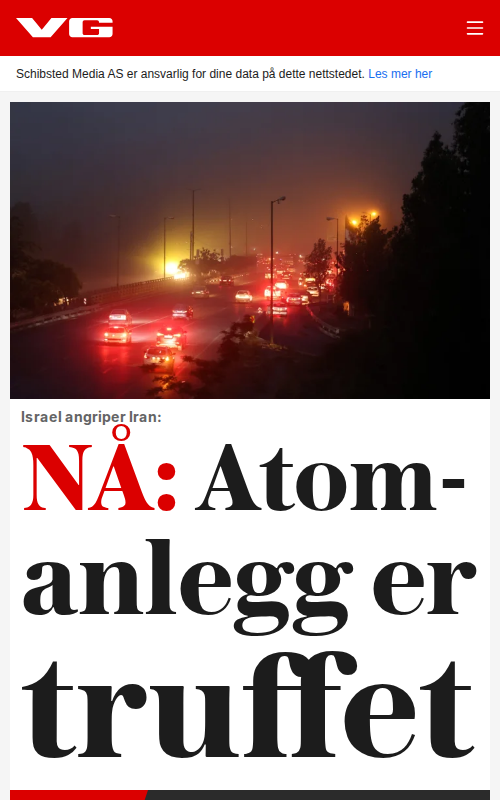 VG
Schibsted Media AS er ansvarlig for dine data på dette nettstedet. Les mer her
Israel angriper Iran:
NÅ: Atom-
anlegg er
truffet